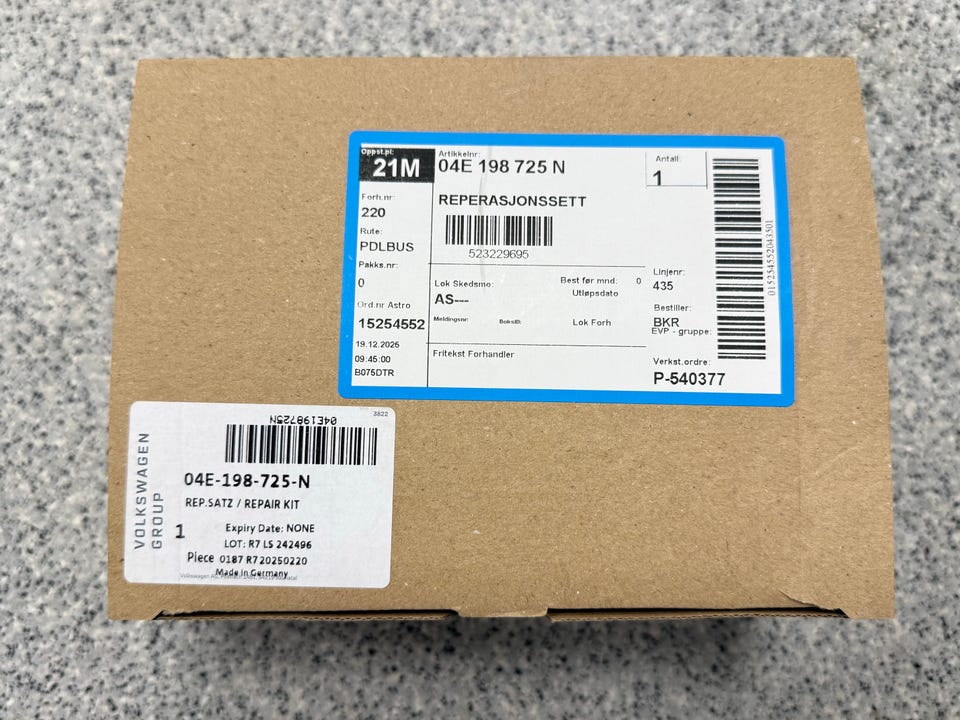 Oppst.pl:
21M
Artikkelnr:
04E 198 725 N
Antall:
1
Forh.nr:
220
REPERASJONSSETT
Rute:
PDLBUS
523229695
Pakks.nr:
0
Lok Skedsmo:
AS---
Best før mnd: 0
Utløpsdato
Linjenr:
435
Ord.nr Astro
15254552
Meldingsnr:
Lok Forh
Bestiller:
BKR
EVP - gruppe:
19.12.2025
09:45:00
B075DTR
Fritekst Forhandler
Verkst.ordre:
P-540377
015254552043501
3822
04E198725N
VOLKSWAGEN
GROUP
04E-198-725-N
REP.SATZ / REPAIR KIT
1
Piece
Expiry Date: NONE
LOT: R7 LS 242496
0187 R7 20250220
Made in Germany